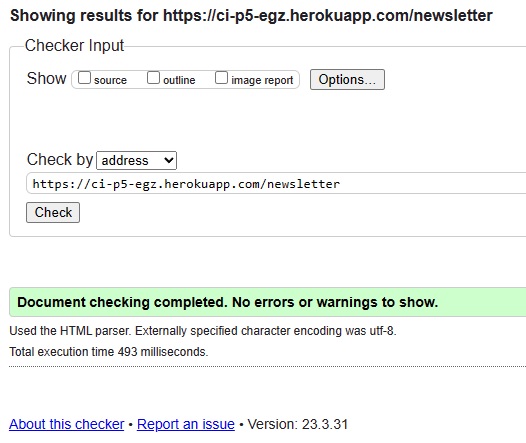 Showing results for https://ci-p5-egz.herokuapp.com/newsletter
Checker Input
Show source outline image report Options...
Check by address
https://ci-p5-egz.herokuapp.com/newsletter
Check
Document checking completed. No errors or warnings to show.
Used the HTML parser. Externally specified character encoding was utf-8.
Total execution time 493 milliseconds.
About this checker • Report an issue • Version: 23.3.31